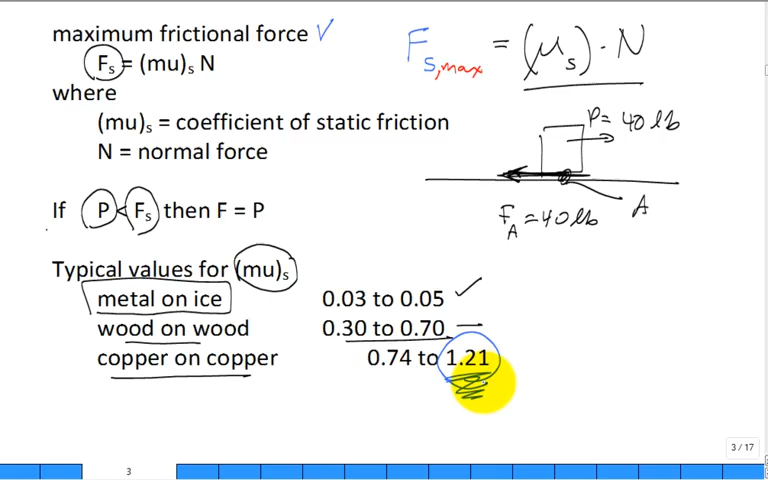 maximum frictional force
Fs = (mu)s N
where
(mu)s = coefficient of static friction
N = normal force
If P < Fs then F = P
Typical values for (mu)s
metal on ice 0.03 to 0.05
wood on wood 0.30 to 0.70
copper on copper 0.74 to 1.21
F s,max = (μs) · N
P = 40 lb
F A = 40 lb
A
3 / 17
3